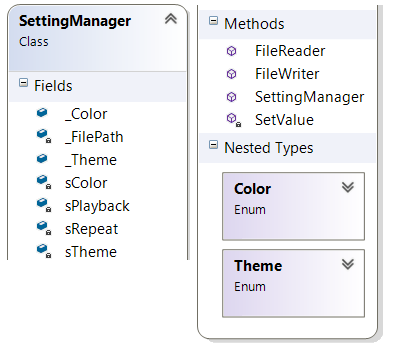 SettingManager
Class
Fields
_Color
_FilePath
_Theme
sColor
sPlayback
sRepeat
sTheme
Methods
FileReader
FileWriter
SettingManager
SetValue
Nested Types
Color
Enum
Theme
Enum